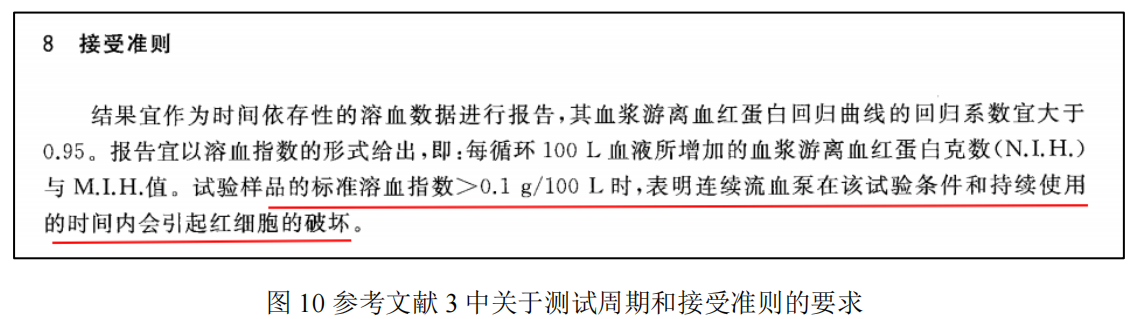 8 接受准则
结果宜作为时间依存性的溶血数据进行报告,其血浆游离血红蛋白回归曲线的回归系数宜大于
0.95。报告宜以溶血指数的形式给出,即:每循环 100 L 血液所增加的血浆游离血红蛋白克数(N.I.H.)
与 M.I.H.值。试验样品的标准溶血指数>0.1 g/100 L 时,表明连续流血泵在该试验条件和持续使用
的时间内会引起红细胞的破坏。
图 10 参考文献 3 中关于测试周期和接受准则的要求